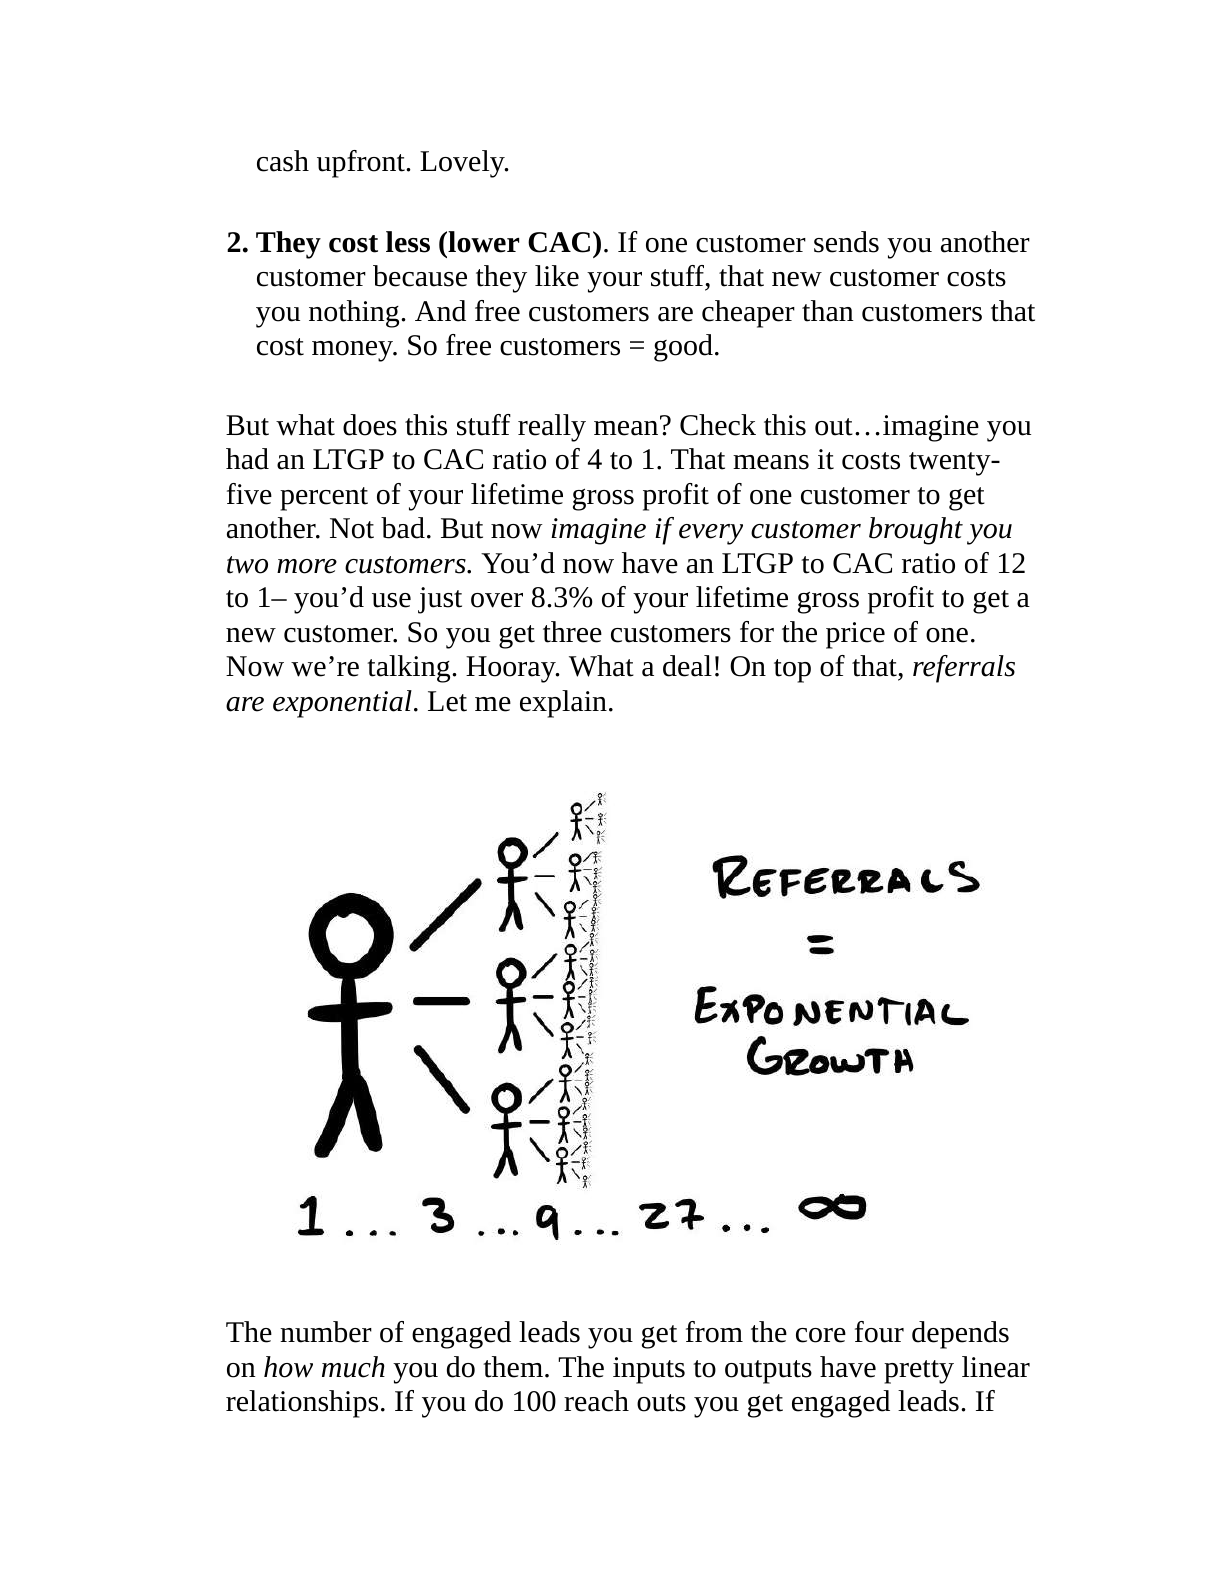 cash upfront. Lovely.
2. They cost less (lower CAC). If one customer sends you another
customer because they like your stuff, that new customer costs
you nothing. And free customers are cheaper than customers that
cost money. So free customers = good.
But what does this stuff really mean? Check this out…imagine you
had an LTGP to CAC ratio of 4 to 1. That means it costs twenty-
five percent of your lifetime gross profit of one customer to get
another. Not bad. But now imagine if every customer brought you
two more customers. You’d now have an LTGP to CAC ratio of 12
to 1– you’d use just over 8.3% of your lifetime gross profit to get a
new customer. So you get three customers for the price of one.
Now we’re talking. Hooray. What a deal! On top of that, referrals
are exponential. Let me explain.
REFERRALS
=
EXPONENTIAL
GROWTH
1 ... 3 ... 9 ... 27 ... ∞
The number of engaged leads you get from the core four depends
on how much you do them. The inputs to outputs have pretty linear
relationships. If you do 100 reach outs you get engaged leads. If